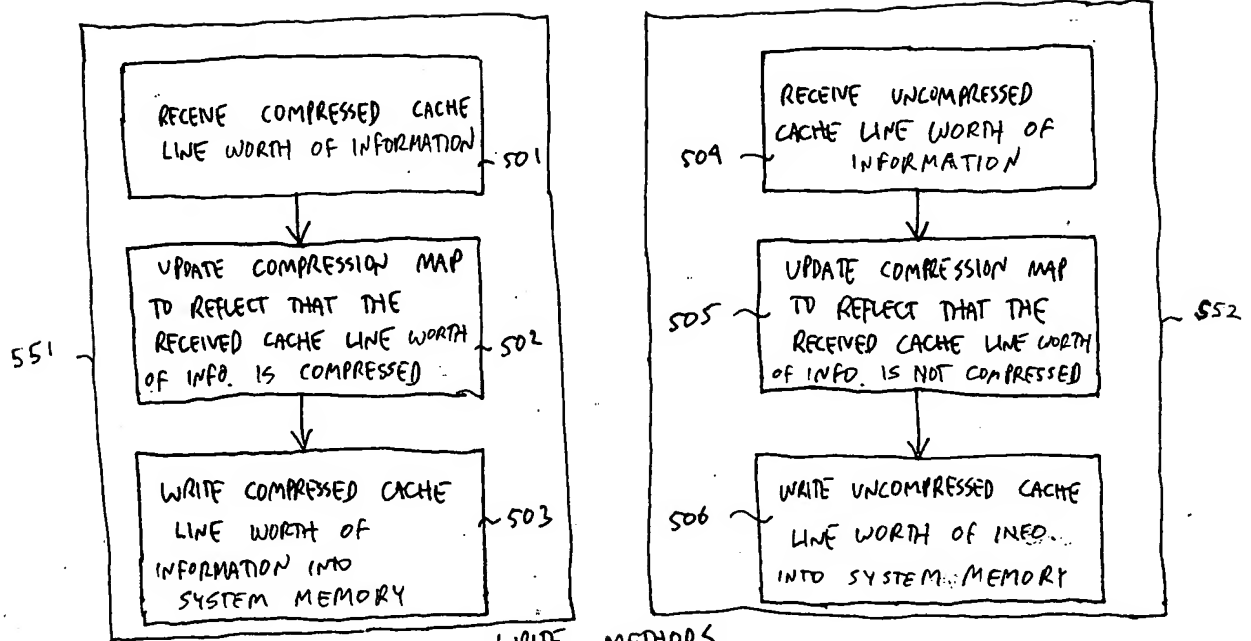 RECEIVE COMPRESSED CACHE
LINE WORTH OF INFORMATION
501
UPDATE COMPRESSION MAP
TO REFLECT THAT THE
RECEIVED CACHE LINE WORTH
OF INFO. IS COMPRESSED
502
551
WRITE COMPRESSED CACHE
LINE WORTH OF
INFORMATION INTO
SYSTEM MEMORY
503
RECEIVE UNCOMPRESSED
CACHE LINE WORTH OF
INFORMATION
504
UPDATE COMPRESSION MAP
TO REFLECT THAT THE
RECEIVED CACHE LINE WORTH
OF INFO. IS NOT COMPRESSED
505
552
WRITE UNCOMPRESSED CACHE
LINE WORTH OF INFO.
INTO SYSTEM MEMORY
506
WRITE METHODS